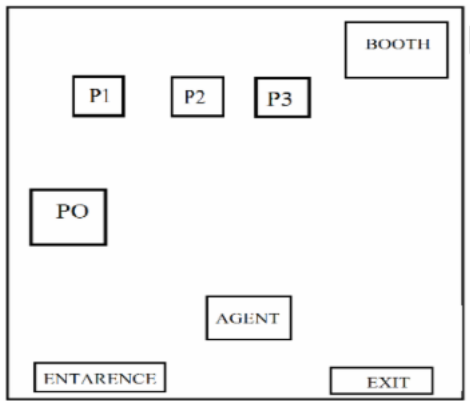 BOOTH
P1 P2 P3
PO
AGENT
ENTARENCE
EXIT